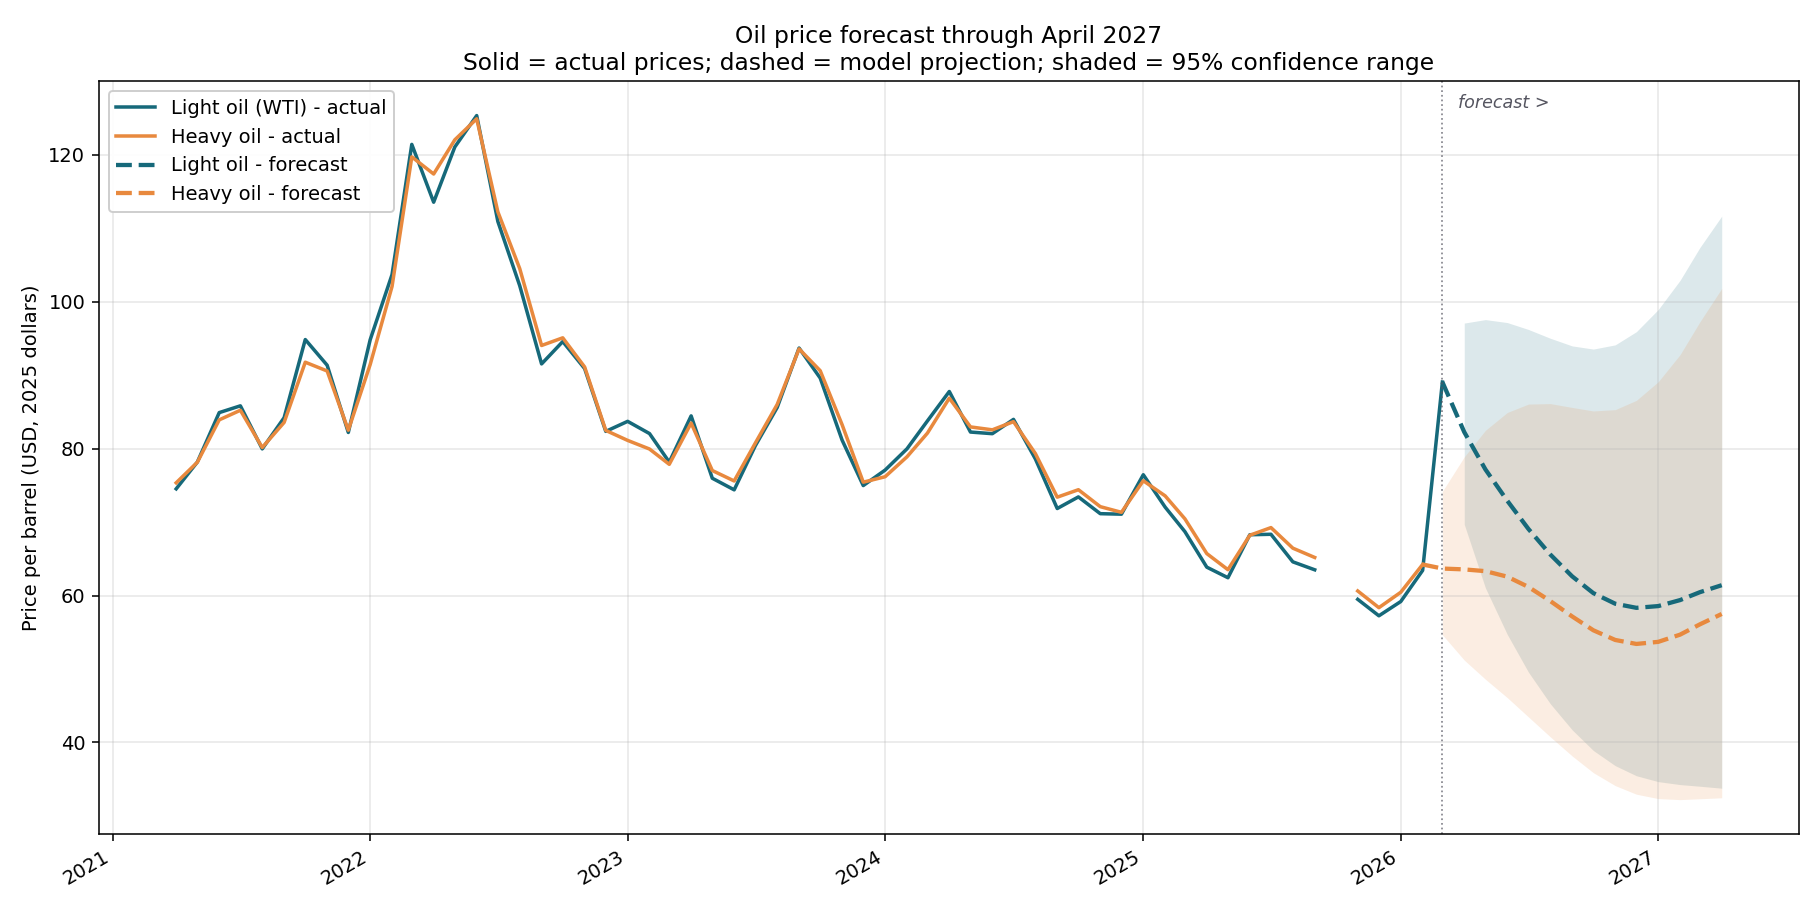 Oil price forecast through April 2027
Solid = actual prices; dashed = model projection; shaded = 95% confidence range
Light oil (WTI) - actual
Heavy oil - actual
Light oil - forecast
Heavy oil - forecast
forecast >
Price per barrel (USD, 2025 dollars)
120
100
80
60
40
2021
2022
2023
2024
2025
2026
2027